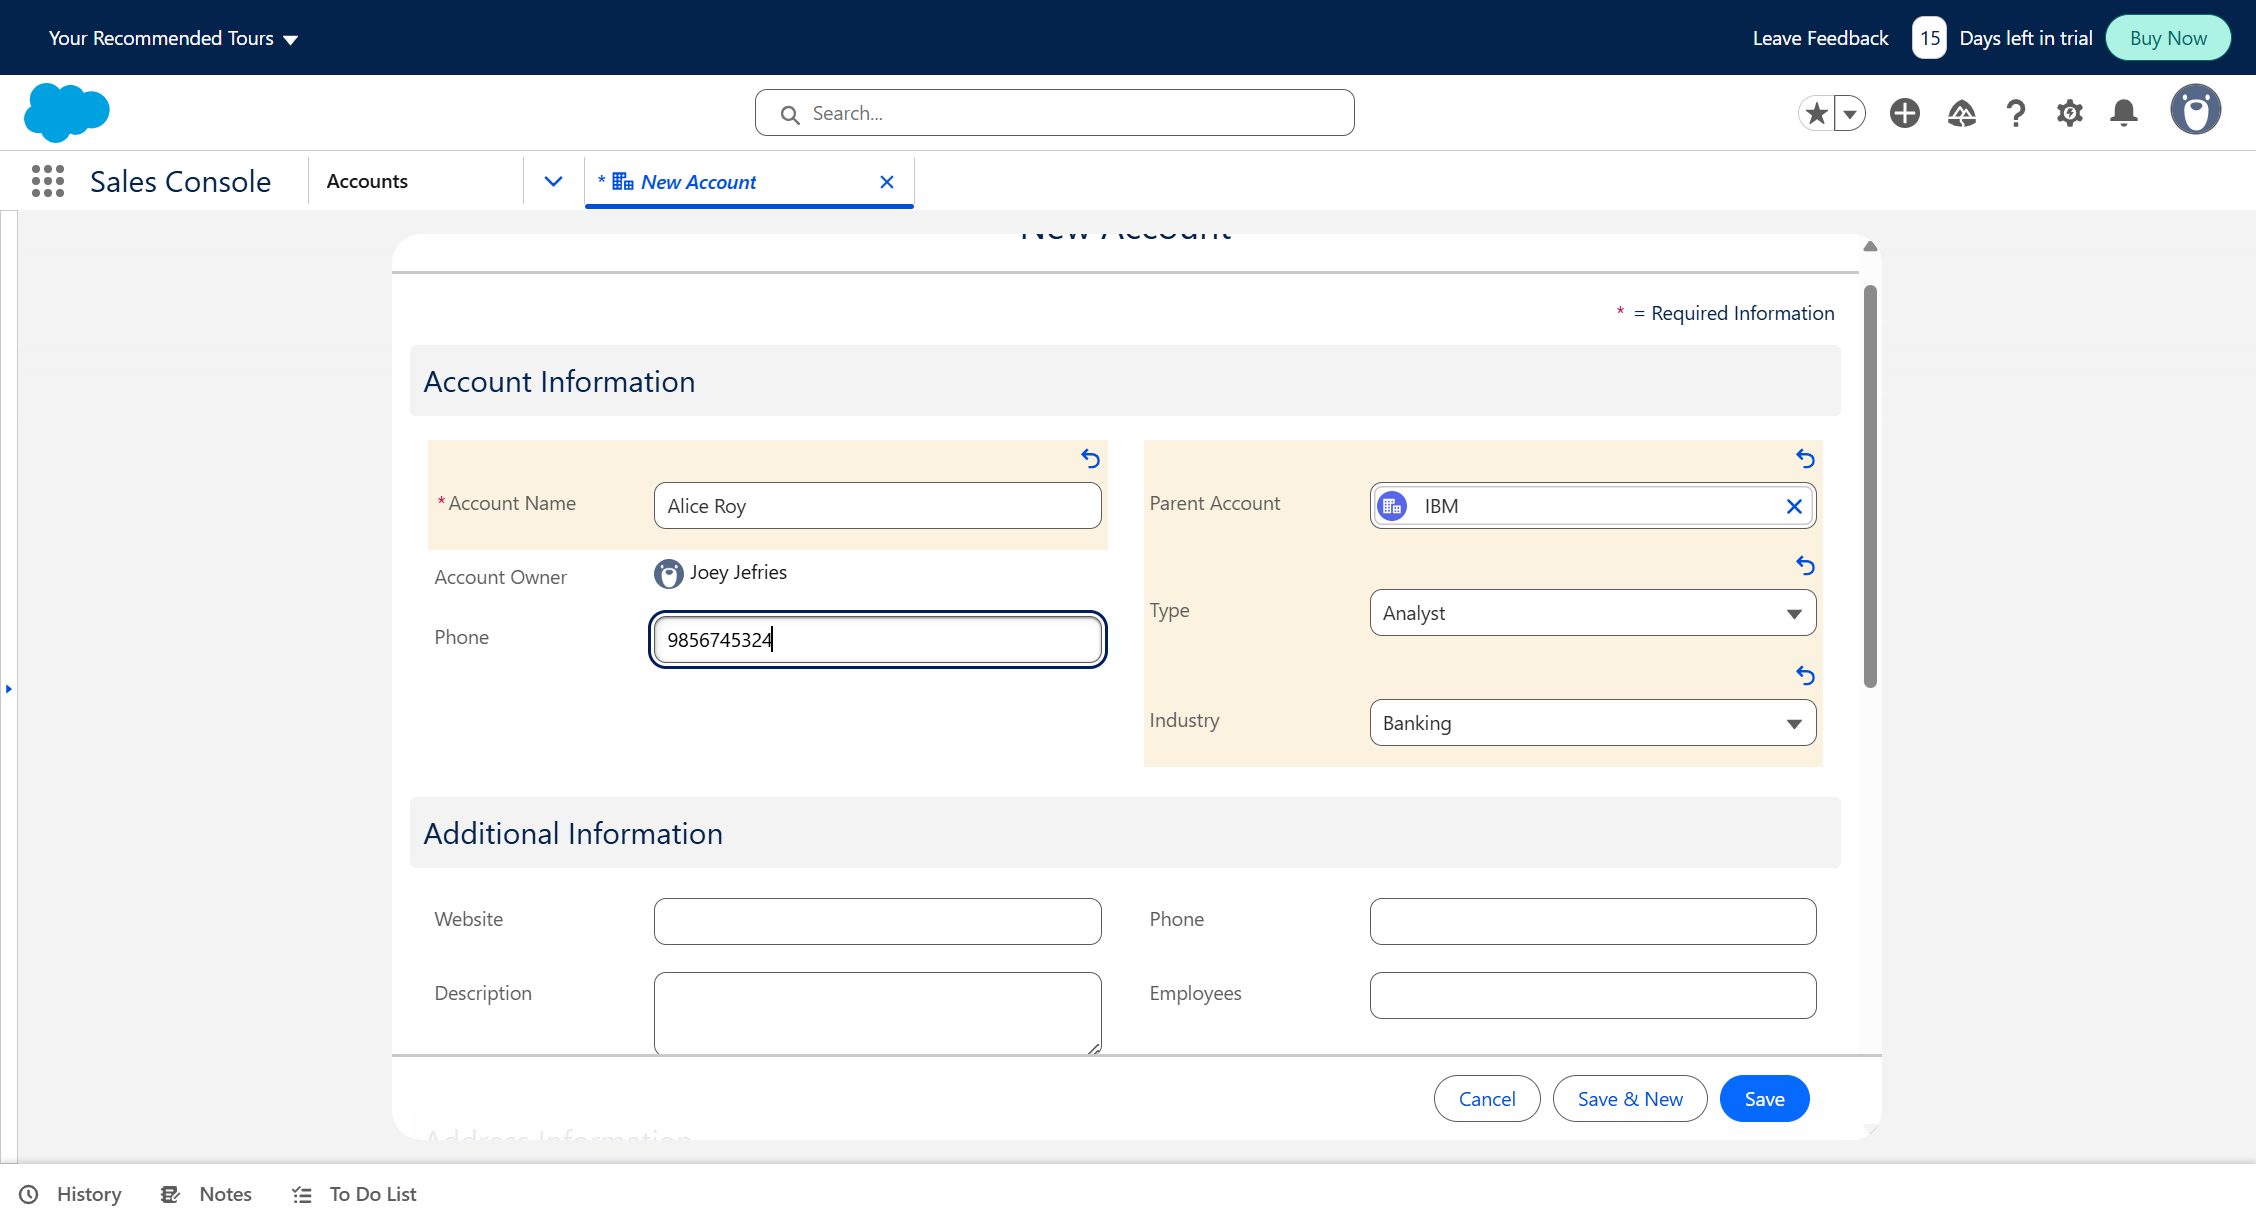 Your Recommended Tours
Leave Feedback
15
Days left in trial
Buy Now
Search...
Sales Console
Accounts
* New Account
New Account
* = Required Information
Account Information
*Account Name
Alice Roy
Parent Account
IBM
Account Owner
Joey Jefries
Type
Analyst
Phone
9856745324
Industry
Banking
Additional Information
Website
Phone
Description
Employees
Cancel
Save & New
Save
Address Information
History
Notes
To Do List